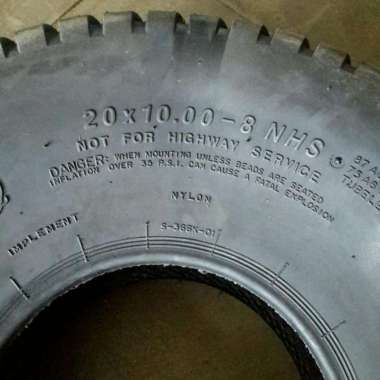 20x10.00-8 NHS
NOT FOR HIGHWAY SERVICE
DANGER: WHEN MOUNTING UNLESS BEADS ARE SEATED
INFLATION OVER 35 P.S.I. CAN CAUSE A FATAL EXPLOSION
NYLON
IMPLEMENT